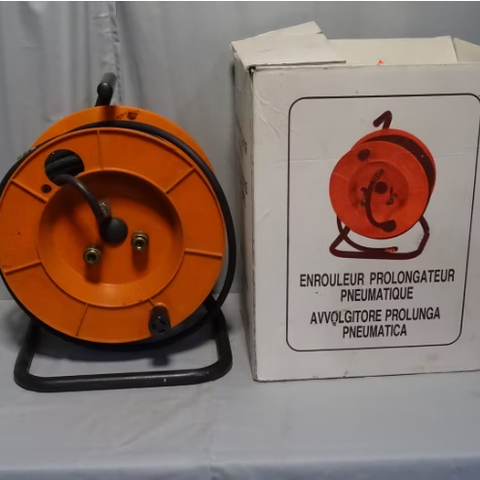 ENROULEUR PROLONGATEUR
PNEUMATIQUE
AVVOLGITORE PROLUNGA
PNEUMATICA